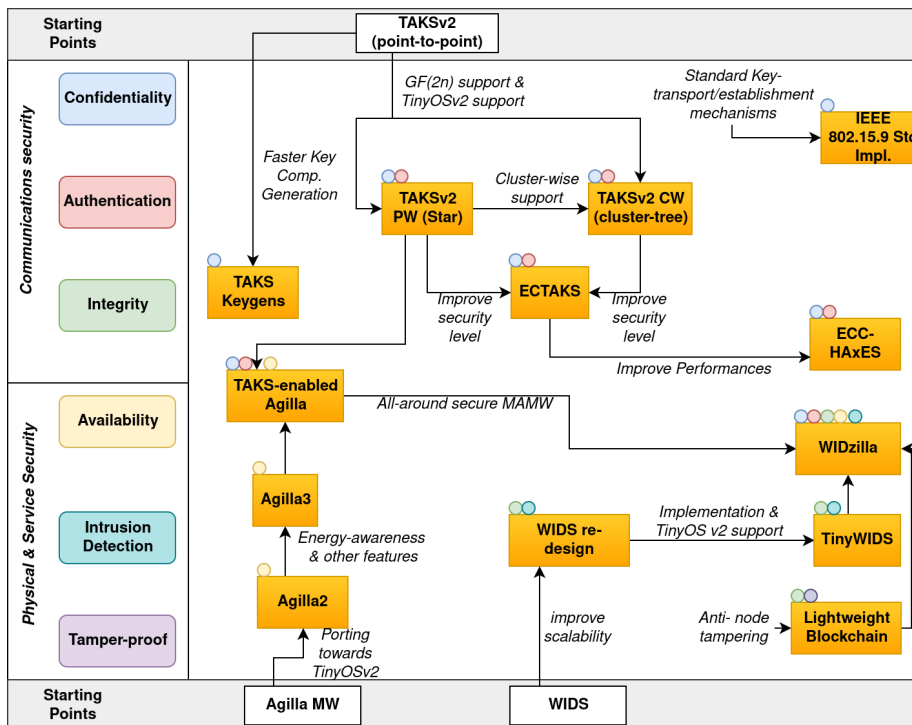 Starting
Points
TAKSv2
(point-to-point)
Communications security
Confidentiality
Authentication
Integrity
GF(2n) support &
TinyOSv2 support
Standard Key-
transport/establishment
mechanisms
IEEE
802.15.9 Std
Impl.
Faster Key
Comp.
Generation
TAKSv2
PW (Star)
Cluster-wise
support
TAKSv2 CW
(cluster-tree)
TAKS
Keygens
ECTAKS
Improve
security
level
Improve
security
level
ECC-
HAxES
Improve Performances
Physical & Service Security
Availability
Intrusion
Detection
Tamper-proof
TAKS-enabled
Agilla
All-around secure MAMW
WIDzilla
Agilla3
Energy-awareness
& other features
WIDS re-
design
Implementation &
TinyOS v2 support
TinyWIDS
Agilla2
improve
scalability
Anti- node
tampering
Lightweight
Blockchain
Porting
towards
TinyOSv2
Starting
Points
Agilla MW
WIDS